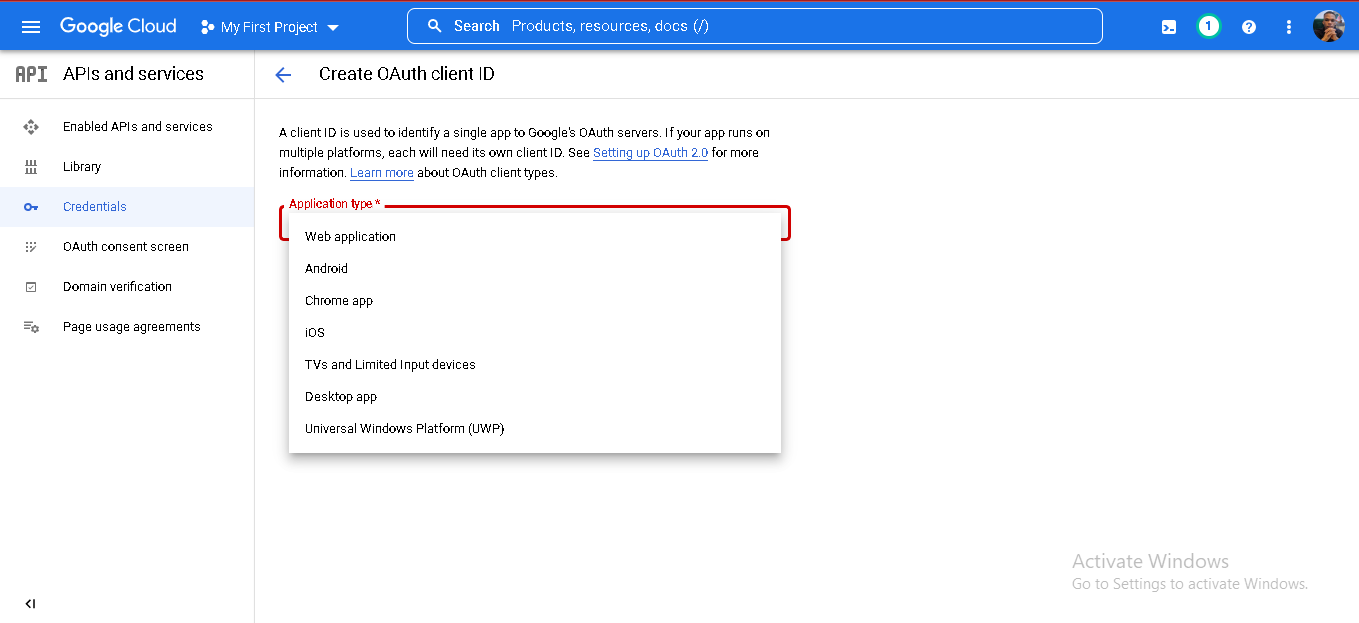 Google Cloud
My First Project
Search Products, resources, docs (/)
1
API APIs and services
Create OAuth client ID
Enabled APIs and services
Library
Credentials
OAuth consent screen
Domain verification
Page usage agreements
A client ID is used to identify a single app to Google's OAuth servers. If your app runs on
multiple platforms, each will need its own client ID. See Setting up OAuth 2.0 for more
information. Learn more about OAuth client types.
Application type *
Web application
Android
Chrome app
iOS
TVs and Limited Input devices
Desktop app
Universal Windows Platform (UWP)
Activate Windows
Go to Settings to activate Windows.